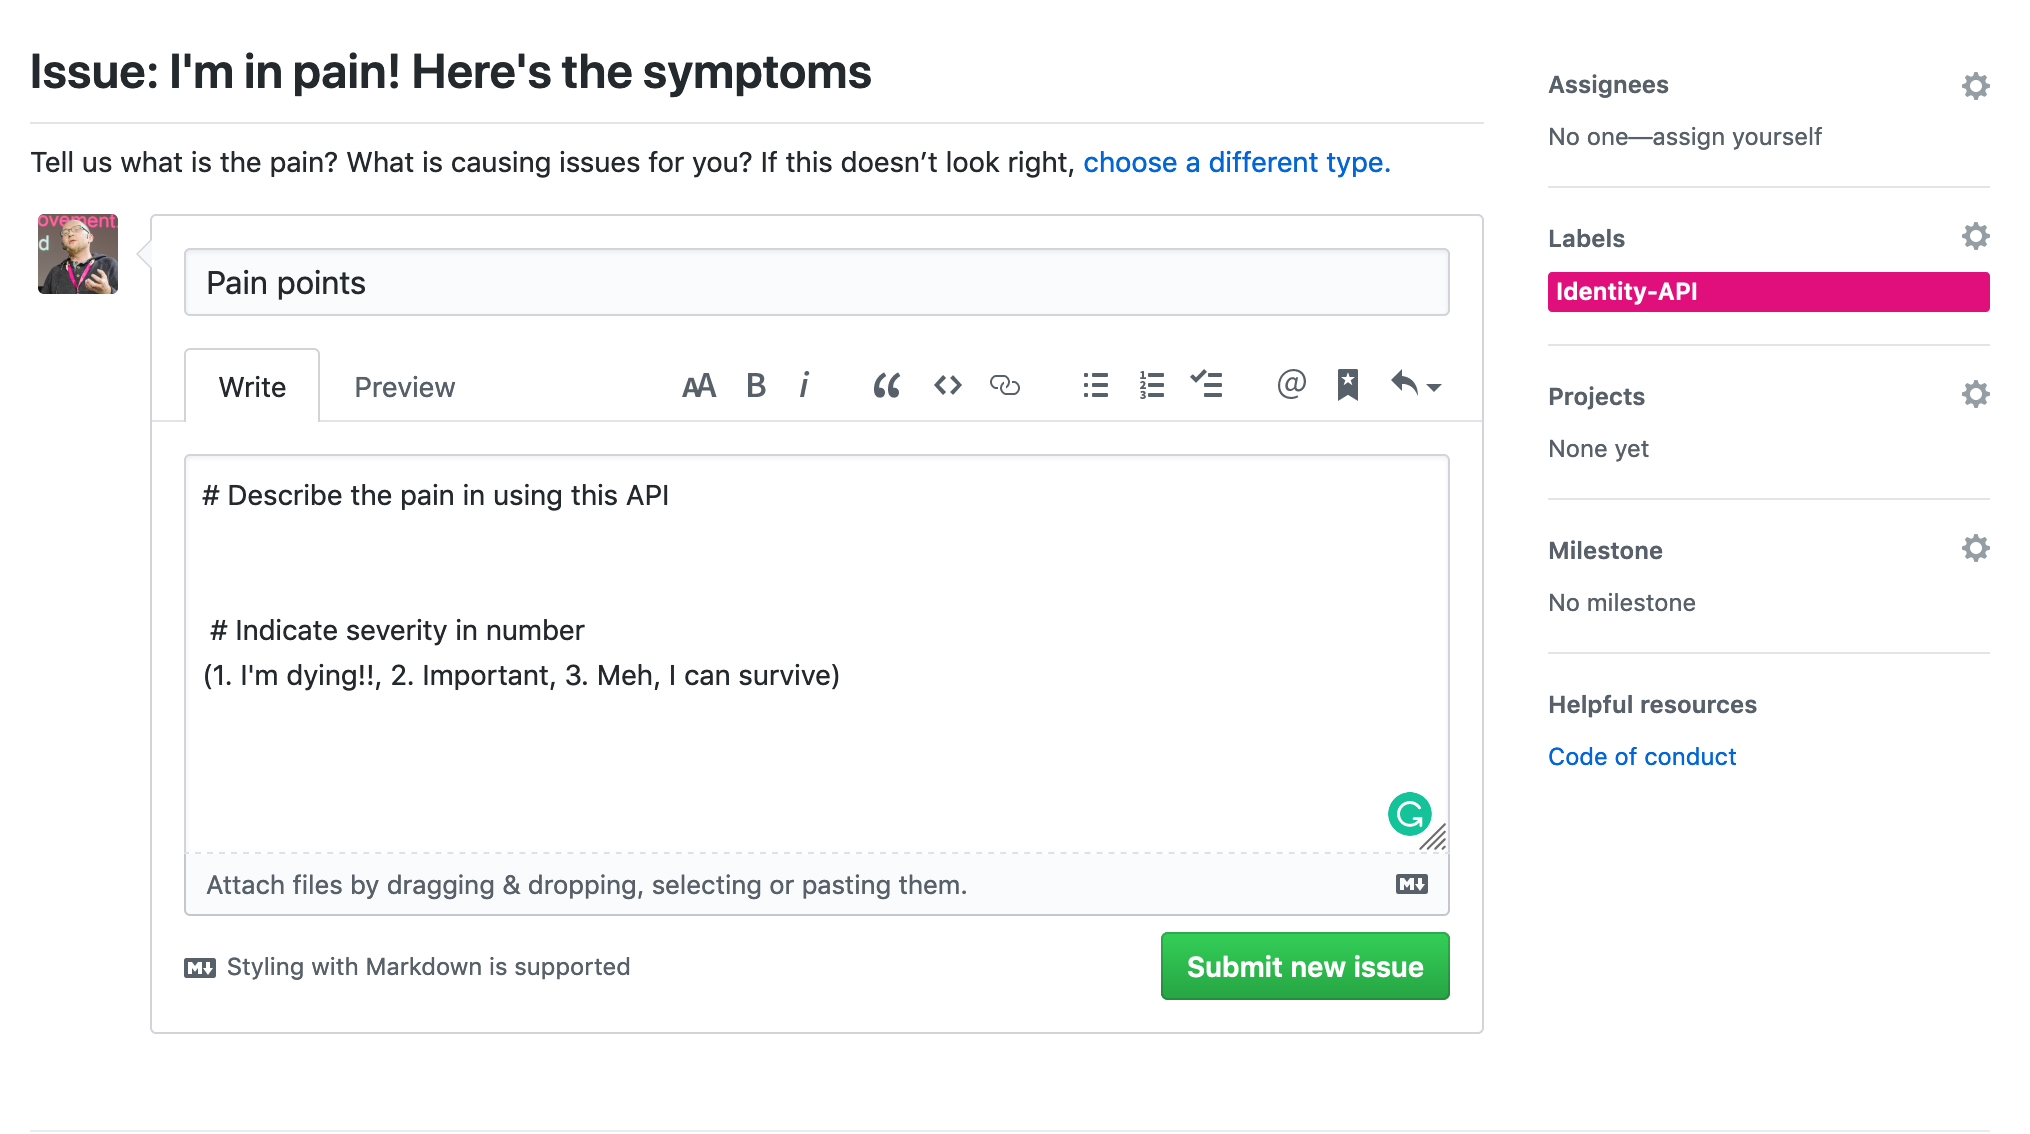 Issue: I'm in pain! Here's the symptoms
Tell us what is the pain? What is causing issues for you? If this doesn’t look right, choose a different type.
ovement
d
Pain points
Write
Preview
AA B i
@
# Describe the pain in using this API
# Indicate severity in number
(1. I'm dying!!, 2. Important, 3. Meh, I can survive)
Attach files by dragging & dropping, selecting or pasting them.
Styling with Markdown is supported
Submit new issue
Assignees
No one—assign yourself
Labels
Identity-API
Projects
None yet
Milestone
No milestone
Helpful resources
Code of conduct